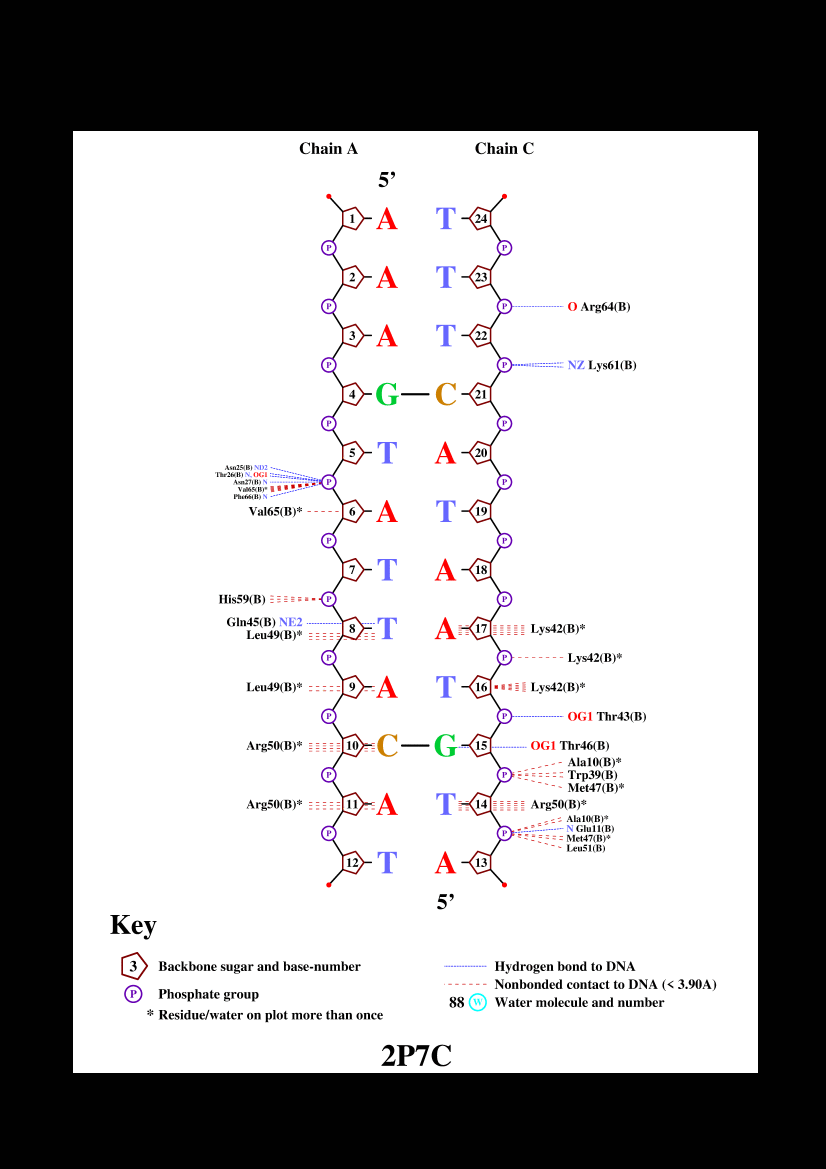 Chain A Chain C
5’
1 A T 24
P P
2 A T 23
P P O Arg64(B)
3 A T 22
P P NZ Lys61(B)
4 G C 21
P P
5 T A 20
Asn25(B) ND2
Thr26(B) N, OG1
Asn27(B) N
Val65(B)*
Phe66(B) N
P P
Val65(B)* 6 A T 19
P P
7 T A 18
His59(B) P P
Gln45(B) NE2
Leu49(B)* 8 T A 17 Lys42(B)*
P P Lys42(B)*
Leu49(B)* 9 A T 16 Lys42(B)*
P P OG1 Thr43(B)
Arg50(B)* 10 C G 15 OG1 Thr46(B)
Ala10(B)*
P P Trp39(B)
Met47(B)*
Arg50(B)* 11 A T 14 Arg50(B)*
Ala10(B)*
P P N Glu11(B)
Met47(B)*
Leu51(B)
12 T A 13
5’
Key
3 Backbone sugar and base-number
P Phosphate group
* Residue/water on plot more than once
Hydrogen bond to DNA
Nonbonded contact to DNA (< 3.90A)
88 W Water molecule and number
2P7C